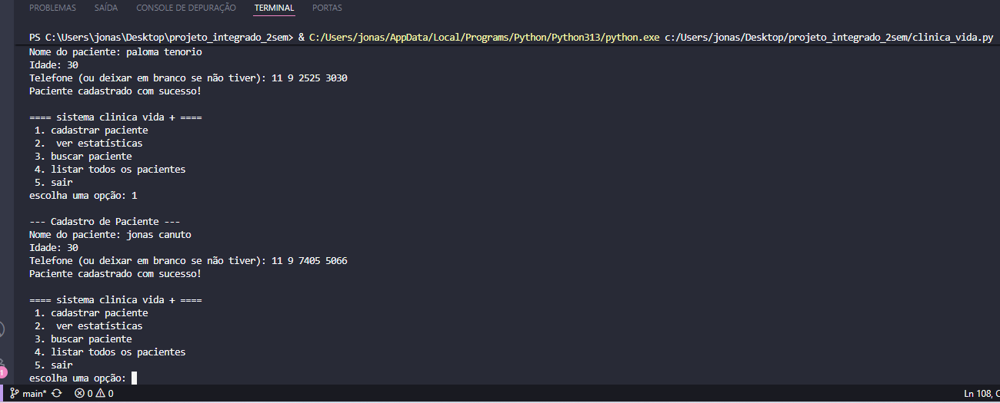 PROBLEMAS SAÍDA CONSOLE DE DEPURAÇÃO TERMINAL PORTAS
PS C:\Users\jonas\Desktop\projeto_integrado_2sem> & C:/Users/jonas/AppData/Local/Programs/Python/Python313/python.exe c:/Users/jonas/Desktop/projeto_integrado_2sem/clinica_vida.py
Nome do paciente: paloma tenorio
Idade: 30
Telefone (ou deixar em branco se não tiver): 11 9 2525 3030
Paciente cadastrado com sucesso!
==== sistema clinica vida + ====
1. cadastrar paciente
2.  ver estatísticas
3. buscar paciente
4. listar todos os pacientes
5. sair
escolha uma opção: 1
--- Cadastro de Paciente ---
Nome do paciente: jonas canuto
Idade: 30
Telefone (ou deixar em branco se não tiver): 11 9 7405 5066
Paciente cadastrado com sucesso!
==== sistema clinica vida + ====
1. cadastrar paciente
2.  ver estatísticas
3. buscar paciente
4. listar todos os pacientes
5. sair
escolha uma opção:
1
main* 0 0 Ln 108, C